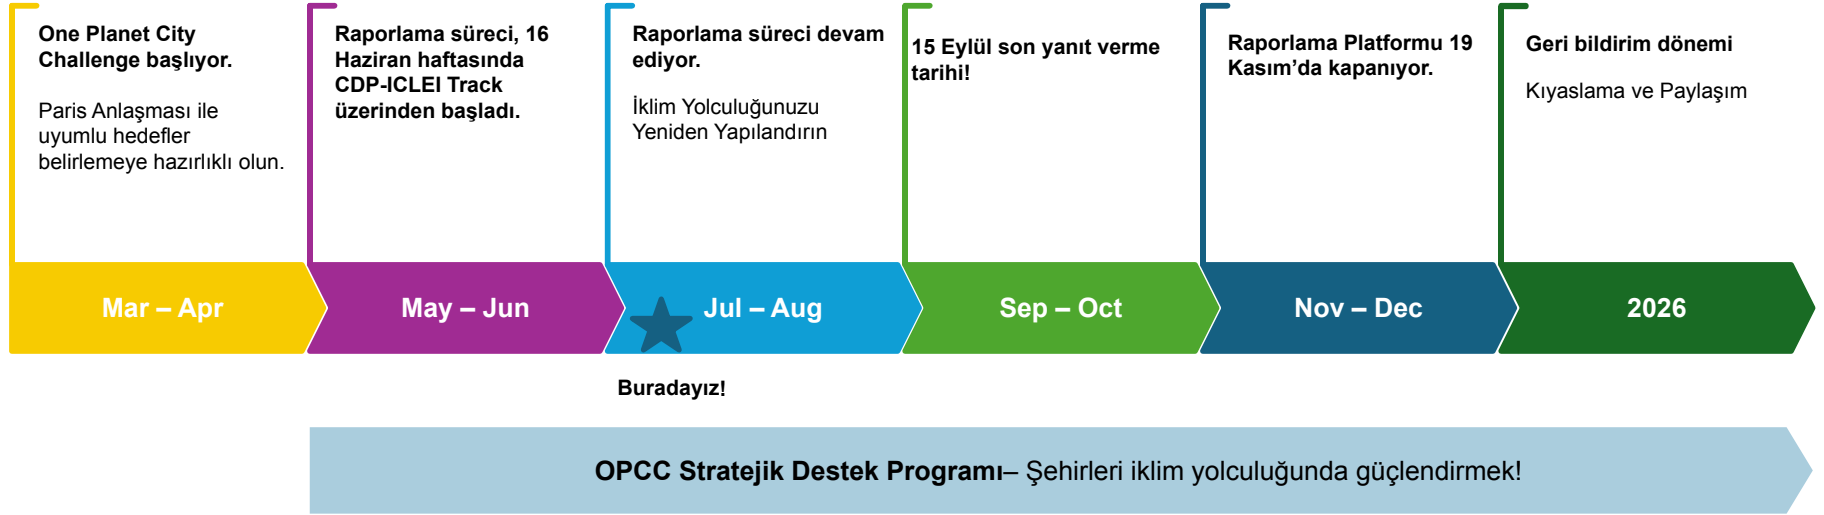 One Planet City
Challenge başlıyor.
Paris Anlaşması ile
uyumlu hedefler
belirlemeye hazırlıklı olun.
Raporlama süreci, 16
Haziran haftasında
CDP-ICLEI Track
üzerinden başladı.
Raporlama süreci devam
ediyor.
İklim Yolculuğunuzu
Yeniden Yapılandırın
15 Eylül son yanıt verme
tarihi!
Raporlama Platformu 19
Kasım’da kapanıyor.
Geri bildirim dönemi
Kıyaslama ve Paylaşım
Mar – Apr
May – Jun
Jul – Aug
Sep – Oct
Nov – Dec
2026
Buradayız!
OPCC Stratejik Destek Programı– Şehirleri iklim yolculuğunda güçlendirmek!